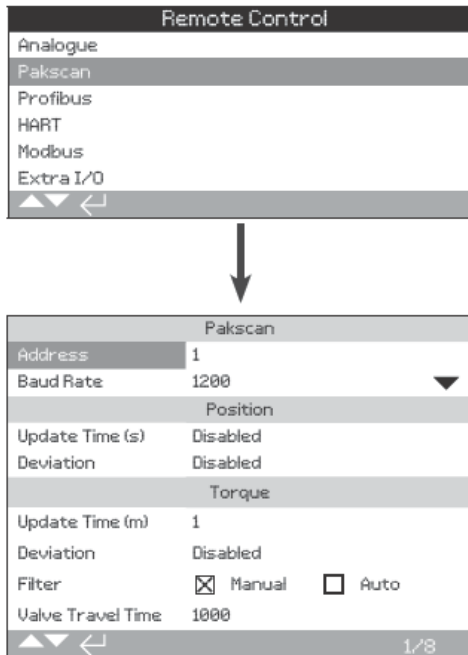 Remote Control
Analogue
Pakscan
Profibus
HART
Modbus
Extra I/O
Pakscan
Address 1
Baud Rate 1200
Position
Update Time (s) Disabled
Deviation Disabled
Torque
Update Time (m) 1
Deviation Disabled
Filter Manual Auto
Valve Travel Time 1000
1/8